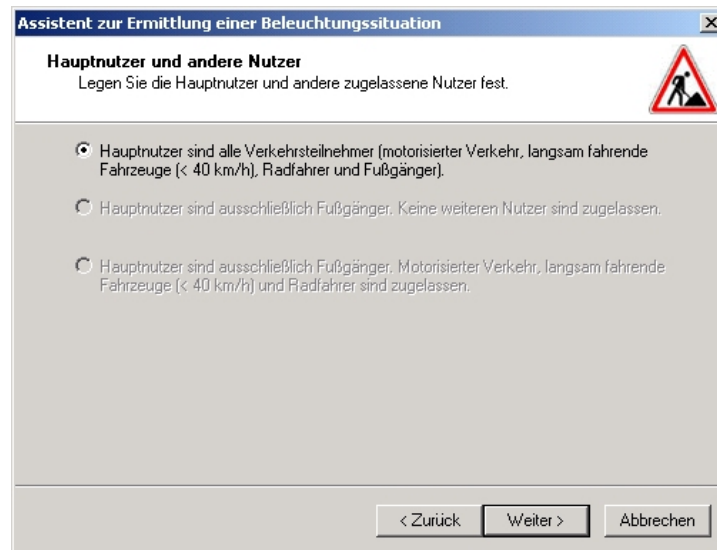 Assistent zur Ermittlung einer Beleuchtungssituation
Hauptnutzer und andere Nutzer
Legen Sie die Hauptnutzer und andere zugelassene Nutzer fest.
Hauptnutzer sind alle Verkehrsteilnehmer (motorisierter Verkehr, langsam fahrende
Fahrzeuge (< 40 km/h), Radfahrer und Fußgänger).
Hauptnutzer sind ausschließlich Fußgänger. Keine weiteren Nutzer sind zugelassen.
Hauptnutzer sind ausschließlich Fußgänger. Motorisierter Verkehr, langsam fahrende
Fahrzeuge (< 40 km/h) und Radfahrer sind zugelassen.
< Zurück Weiter > Abbrechen